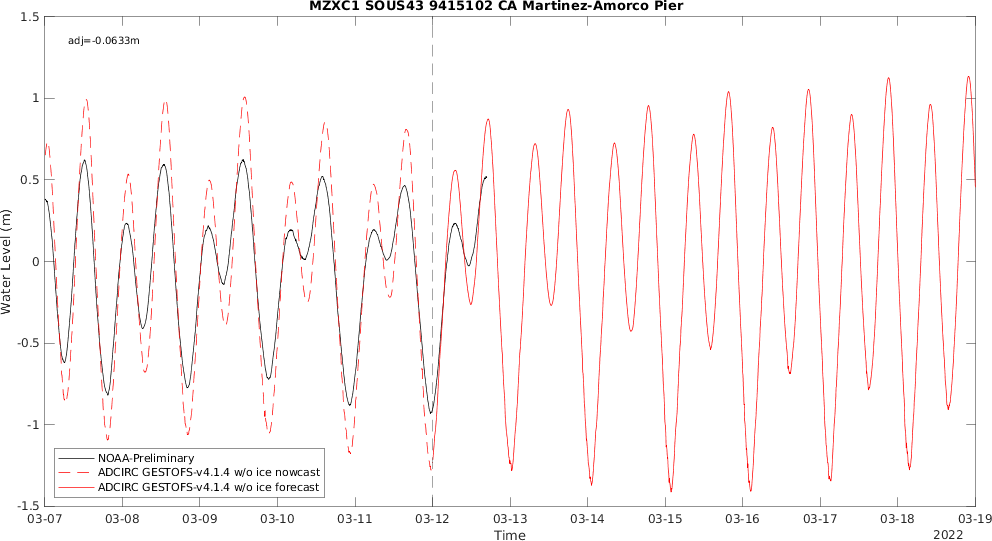 MZXC1 SOUS43 9415102 CA Martinez-Amorco Pier
adj=-0.0633m
1.5
1
0.5
0
-0.5
-1
-1.5
Water Level (m)
NOAA-Preliminary
ADCIRC GESTOFS-v4.1.4 w/o ice nowcast
ADCIRC GESTOFS-v4.1.4 w/o ice forecast
03-07 03-08 03-09 03-10 03-11 03-12 03-13 03-14 03-15 03-16 03-17 03-18 03-19
Time
2022